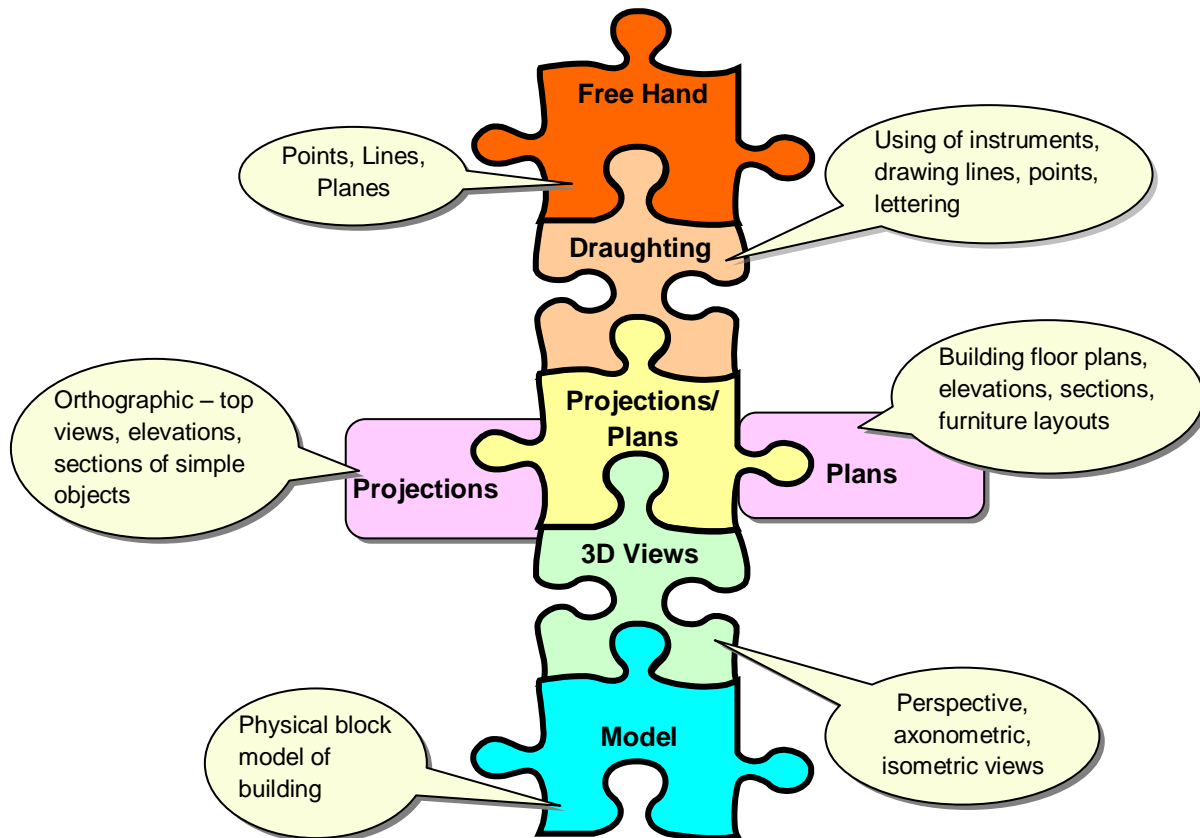 Free Hand
Points, Lines,
Planes
Using of instruments,
drawing lines, points,
lettering
Draughting
Building floor plans,
elevations, sections,
furniture layouts
Orthographic – top
views, elevations,
sections of simple
objects
Projections/
Plans
Projections
Plans
3D Views
Perspective,
axonometric,
isometric views
Physical block
model of
building
Model